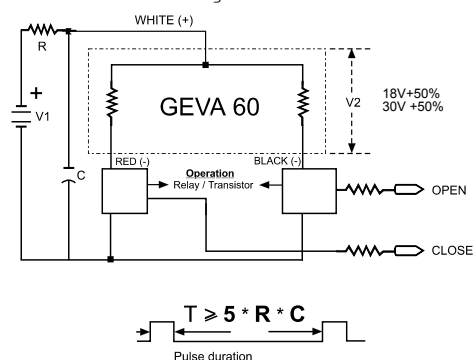 WHITE (+)
R
+
V1
C
GEVA 60
V2
18V+50%
30V +50%
RED (-)
BLACK (-)
Operation
Relay / Transistor
OPEN
CLOSE
T ⩾ 5 * R * C
Pulse duration